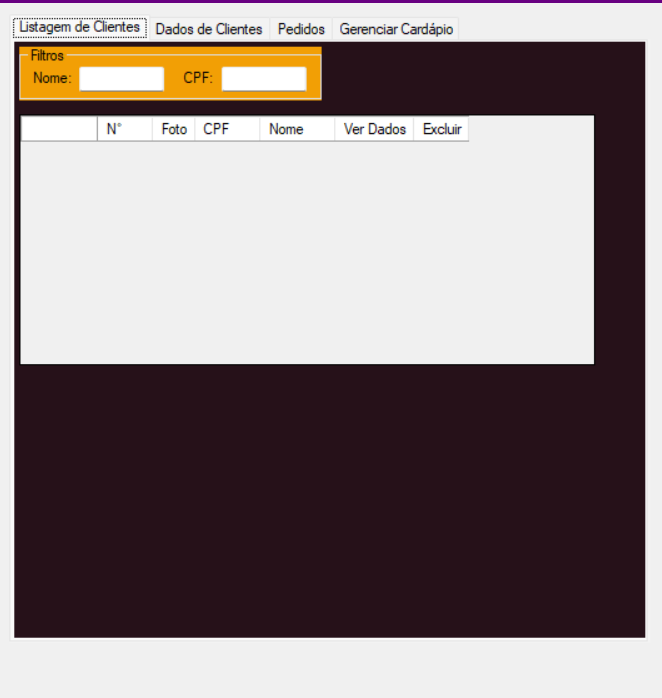 Listagem de Clientes Dados de Clientes Pedidos Gerenciar Cardápio
Filtros
Nome: CPF:
N° Foto CPF Nome Ver Dados Excluir